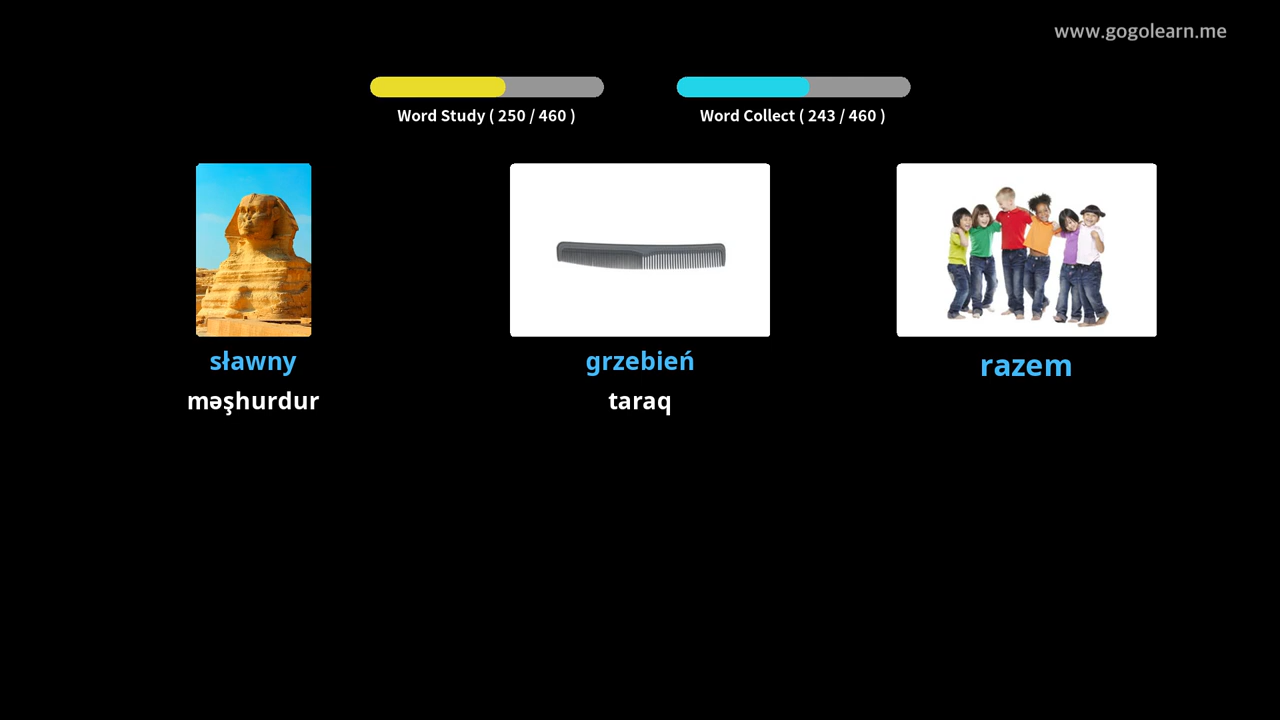 www.gogolearn.me
Word Study ( 250 / 460 )
Word Collect ( 243 / 460 )
sławny
məşhurdur
grzebień
taraq
razem